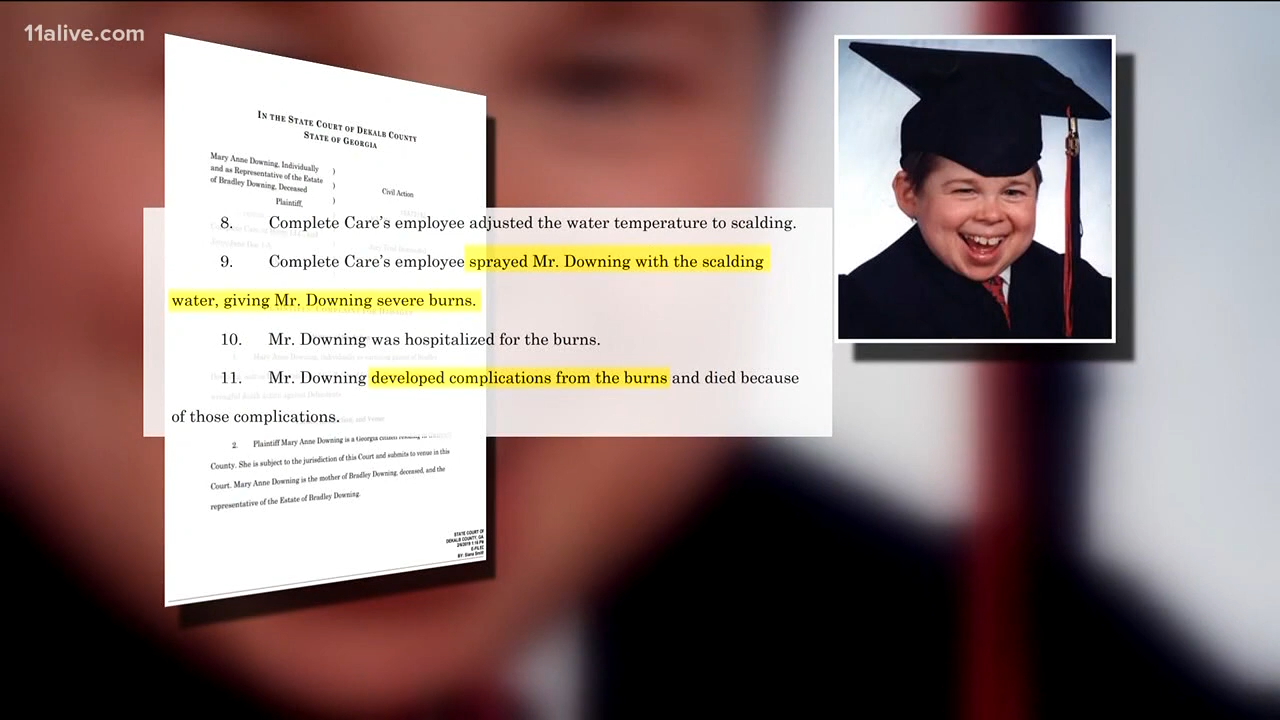 11alive.com
IN THE STATE COURT OF DEKALB COUNTY
STATE OF GEORGIA
Mary Anne Downing, Individually )
and as Representative of the Estate )
of Bradley Downing, Deceased )
Civil Action
Plaintiff, )
8. Complete Care's employee adjusted the water temperature to scalding.
9. Complete Care's employee sprayed Mr. Downing with the scalding
water, giving Mr. Downing severe burns.
10. Mr. Downing was hospitalized for the burns.
11. Mr. Downing developed complications from the burns and died because
of those complications.
2. Plaintiff Mary Anne Downing is a Georgia citizen
County. She is subject to the jurisdiction of this Court and submits to venue in this
Court. Mary Anne Downing is the mother of Bradley Downing, deceased, and the
representative of the Estate of Bradley Downing.
STATE COURT OF
DEKALB COUNTY, GA.
E-FILED